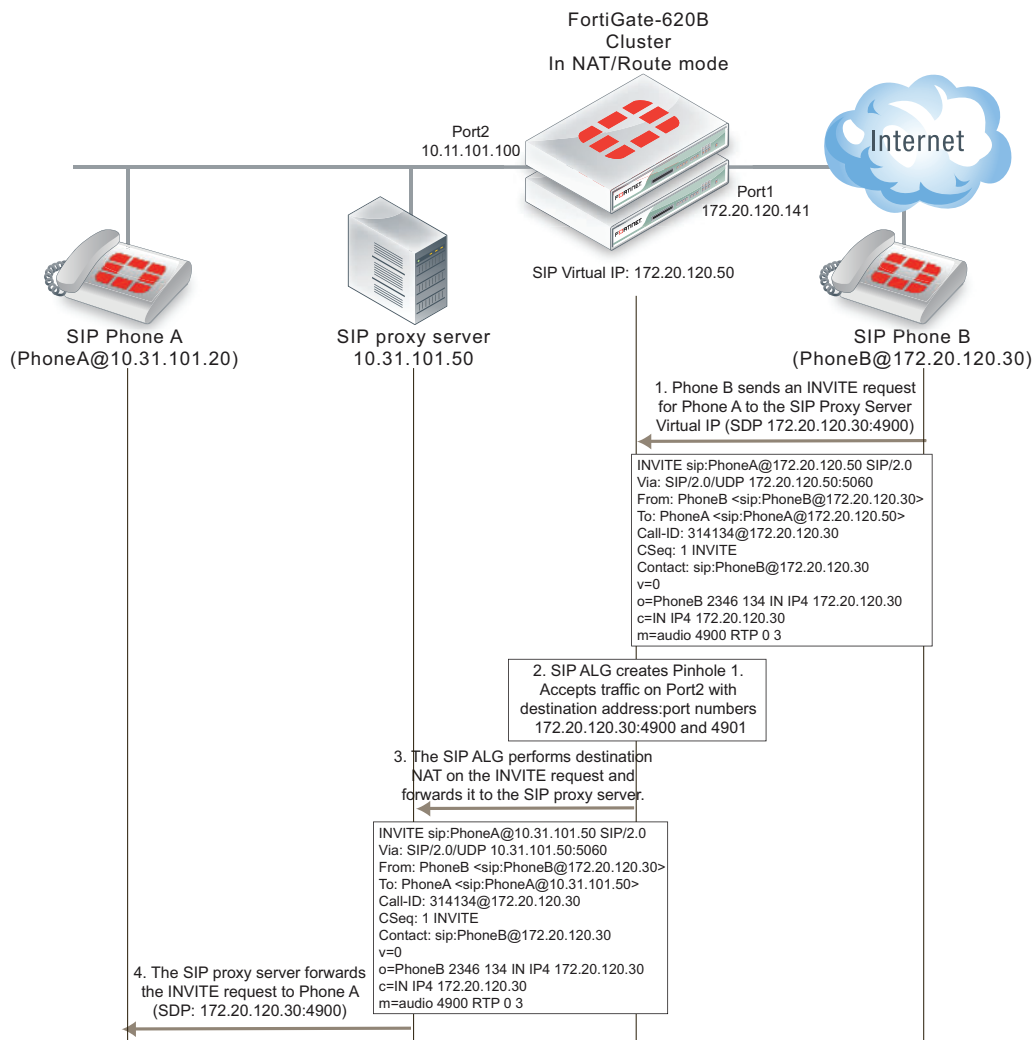 FortiGate-620B
Cluster
In NAT/Route mode
Port2
10.11.101.100
Internet
Port1
172.20.120.141
FORTINET
FORTINET
SIP Virtual IP: 172.20.120.50
SIP Phone A
(PhoneA@10.31.101.20)
SIP proxy server
10.31.101.50
SIP Phone B
(PhoneB@172.20.120.30)
1. Phone B sends an INVITE request
for Phone A to the SIP Proxy Server
Virtual IP (SDP 172.20.120.30:4900)
INVITE sip:PhoneA@172.20.120.50 SIP/2.0
Via: SIP/2.0/UDP 172.20.120.50:5060
From: PhoneB <sip:PhoneB@172.20.120.30>
To: PhoneA <sip:PhoneA@172.20.120.50>
Call-ID: 314134@172.20.120.30
CSeq: 1 INVITE
Contact: sip:PhoneB@172.20.120.30
v=0
o=PhoneB 2346 134 IN IP4 172.20.120.30
c=IN IP4 172.20.120.30
m=audio 4900 RTP 0 3
2. SIP ALG creates Pinhole 1.
Accepts traffic on Port2 with
destination address:port numbers
172.20.120.30:4900 and 4901
3. The SIP ALG performs destination
NAT on the INVITE request and
forwards it to the SIP proxy server.
INVITE sip:PhoneA@10.31.101.50 SIP/2.0
Via: SIP/2.0/UDP 10.31.101.50:5060
From: PhoneB <sip:PhoneB@172.20.120.30>
To: PhoneA <sip:PhoneA@10.31.101.50>
Call-ID: 314134@172.20.120.30
CSeq: 1 INVITE
Contact: sip:PhoneB@172.20.120.30
v=0
o=PhoneB 2346 134 IN IP4 172.20.120.30
c=IN IP4 172.20.120.30
m=audio 4900 RTP 0 3
4. The SIP proxy server forwards
the INVITE request to Phone A
(SDP: 172.20.120.30:4900)